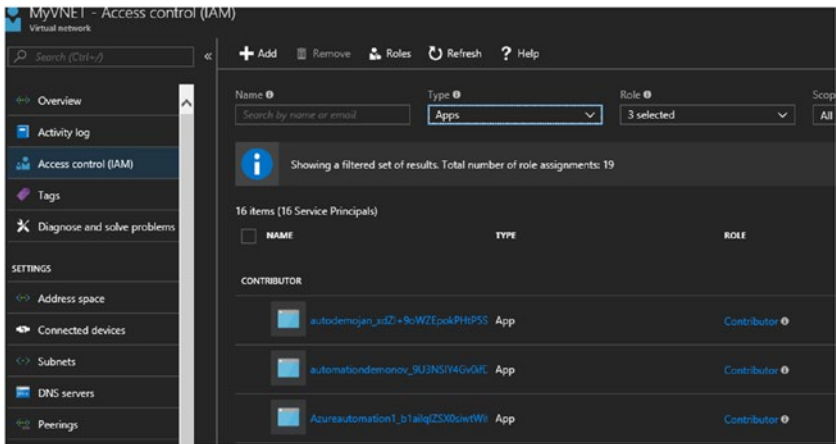 MyVNET - Access control (IAM)
Virtual network
Search (Ctrl+/)
Overview
Activity log
Access control (IAM)
Tags
Diagnose and solve problems
SETTINGS
Address space
Connected devices
Subnets
DNS servers
Peerings
Add Remove Roles Refresh ? Help
Name Type Role Scop
Search by name or email Apps 3 selected All
Showing a filtered set of results. Total number of role assignments: 19
16 items (16 Service Principals)
NAME TYPE ROLE
CONTRIBUTOR
App Contributor
App Contributor
App Contributor